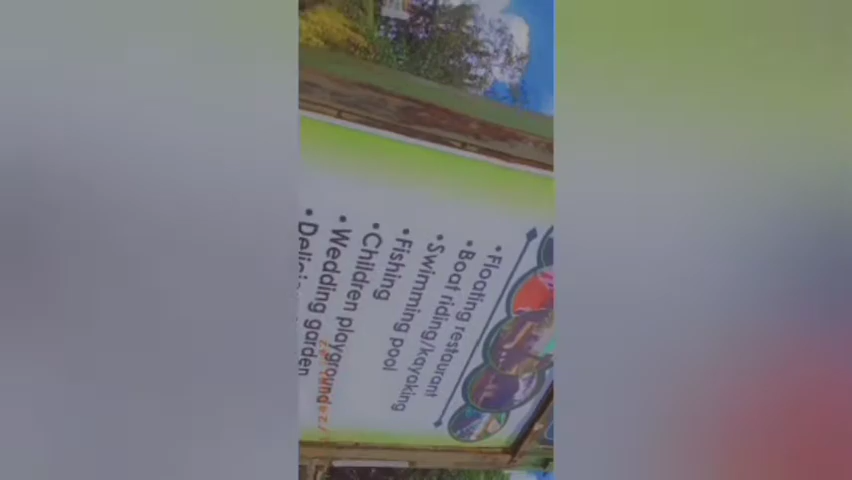 • Floating restaurant
• Boat riding/kayaking
• Swimming pool
• Fishing
• Children playground
• Wedding garden